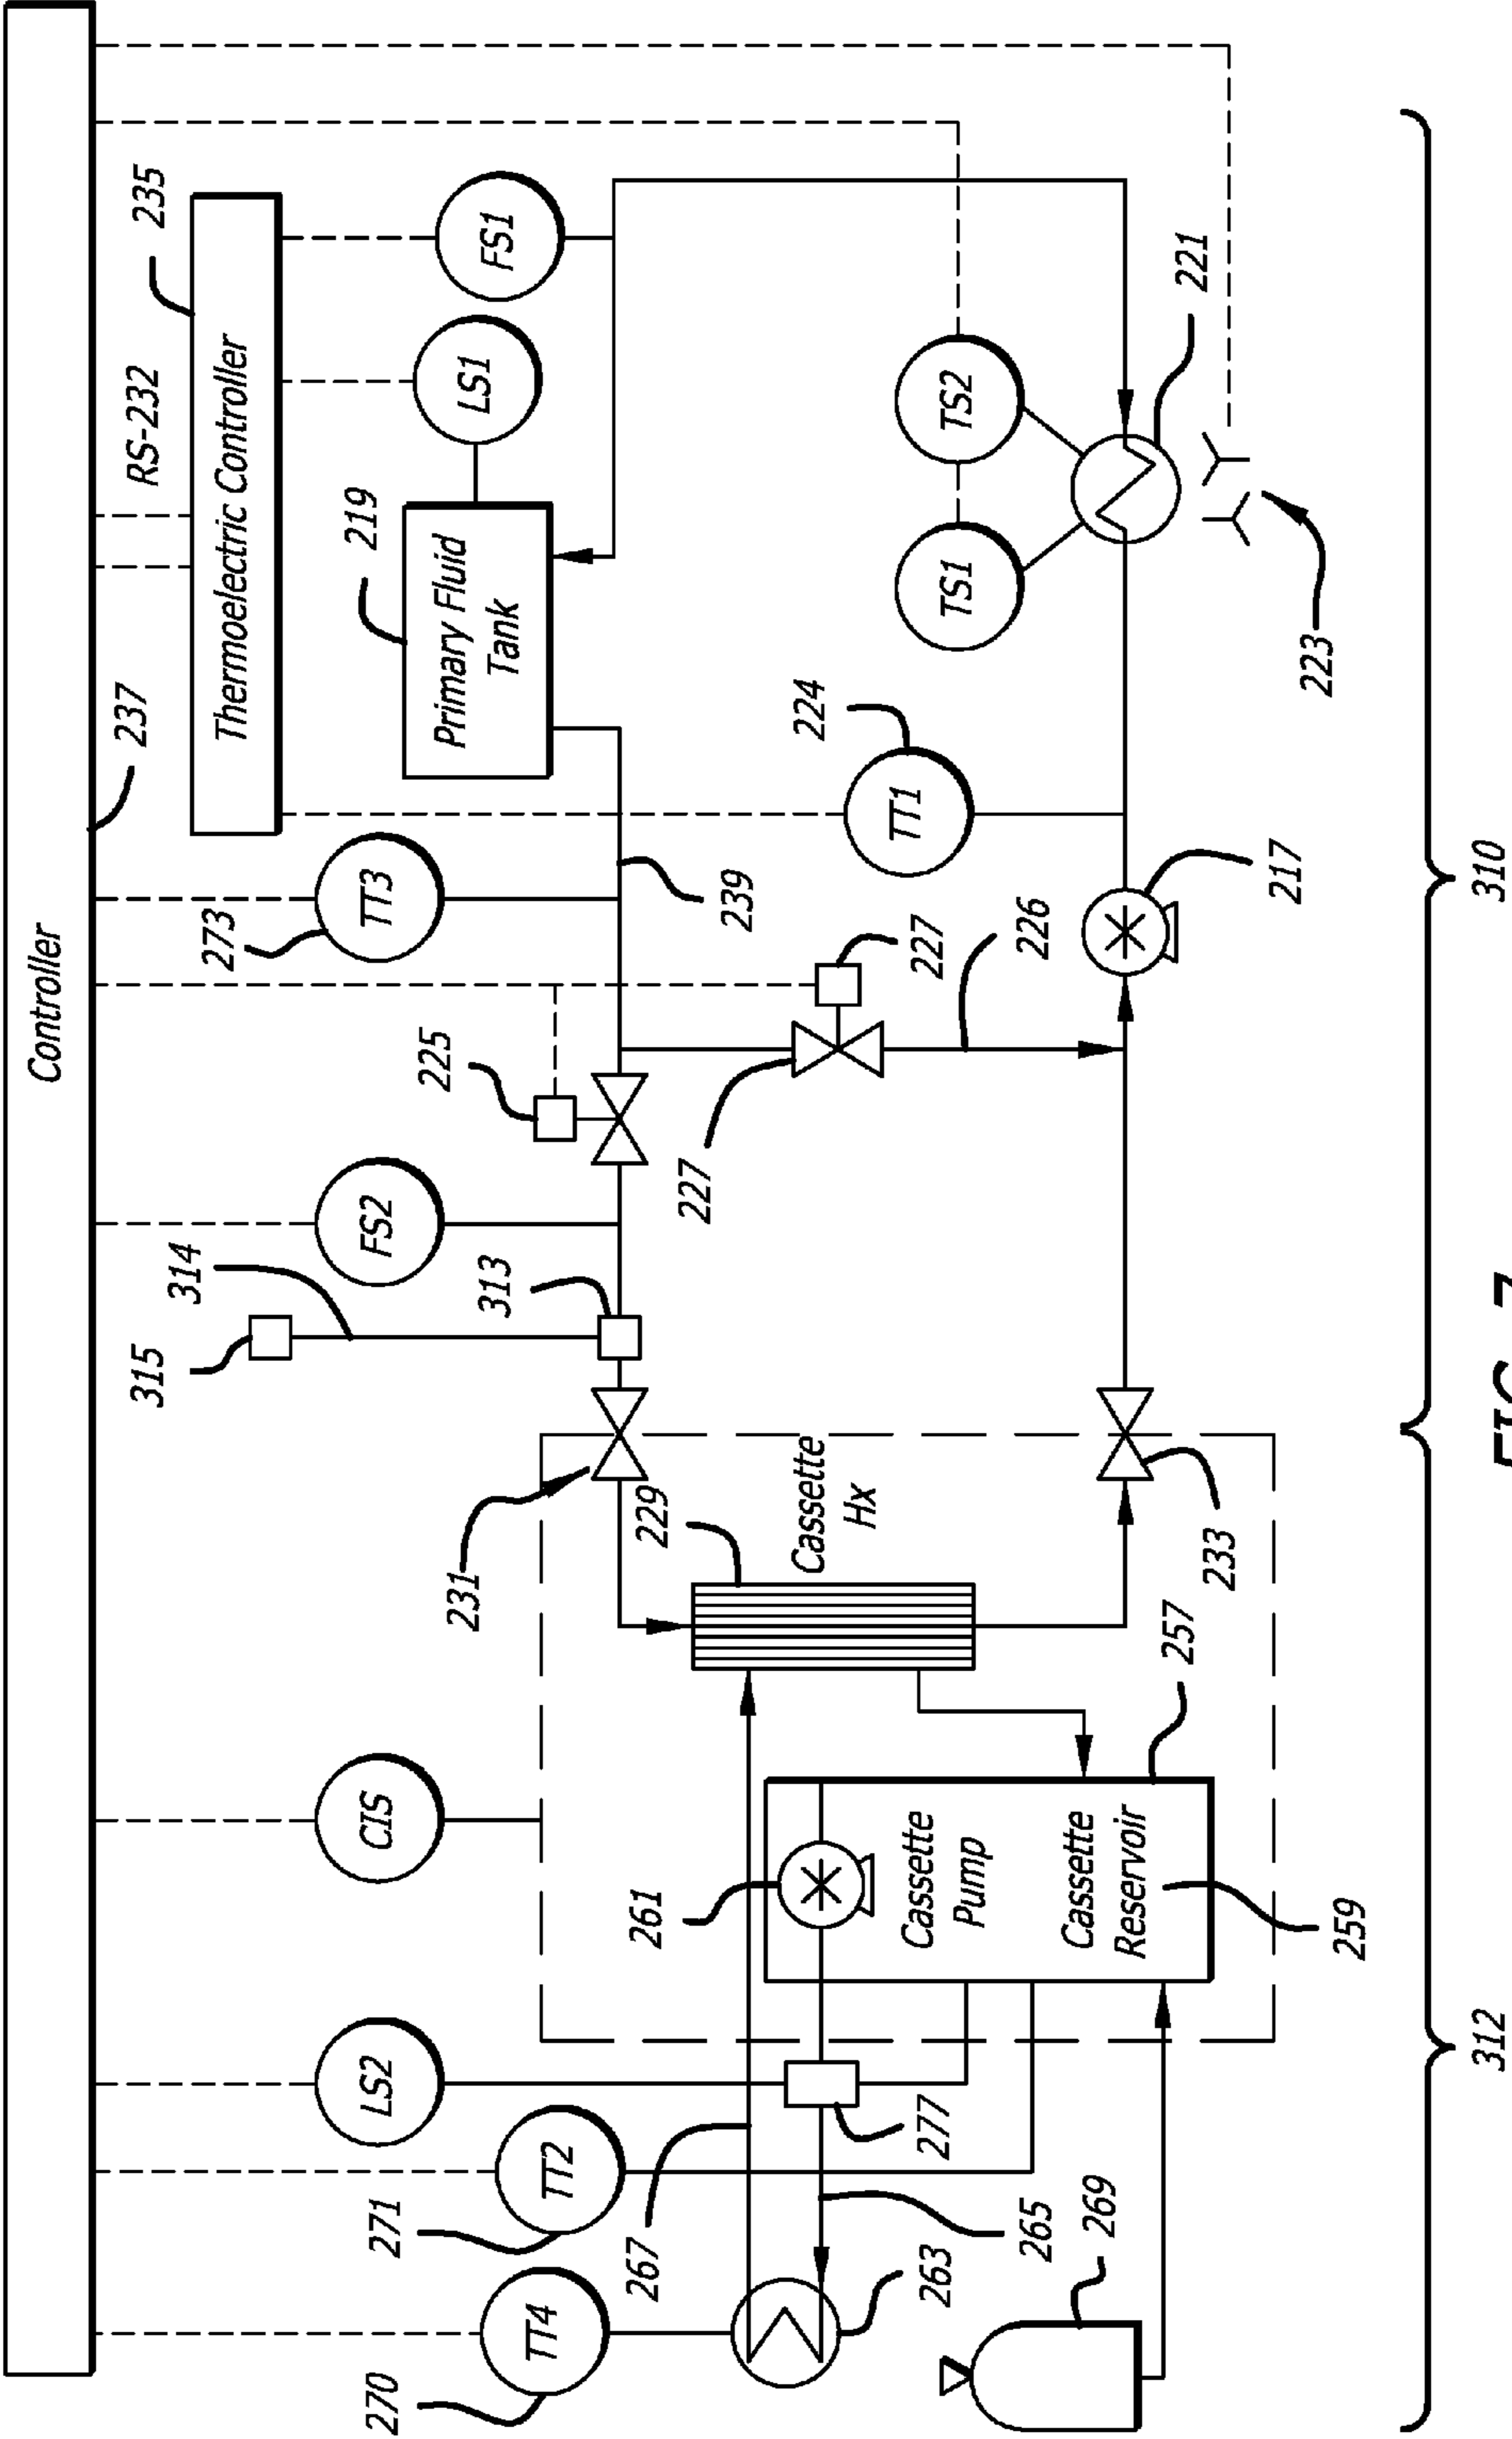 Controller
237
RS-232
235
315
314
273
Thermoelectric Controller
270
271
LS2
CIS
FS2
TT3
219
225
231
313
Primary Fluid
Tank
LS1
FS1
TT4
TT2
267
261
229
227
239
224
Cassette
Hx
277
263
Cassette
Pump
227
TT1
TS1
TS2
265
226
269
Cassette
Reservoir
257
233
221
217
259
223
312
310
FIG. 7